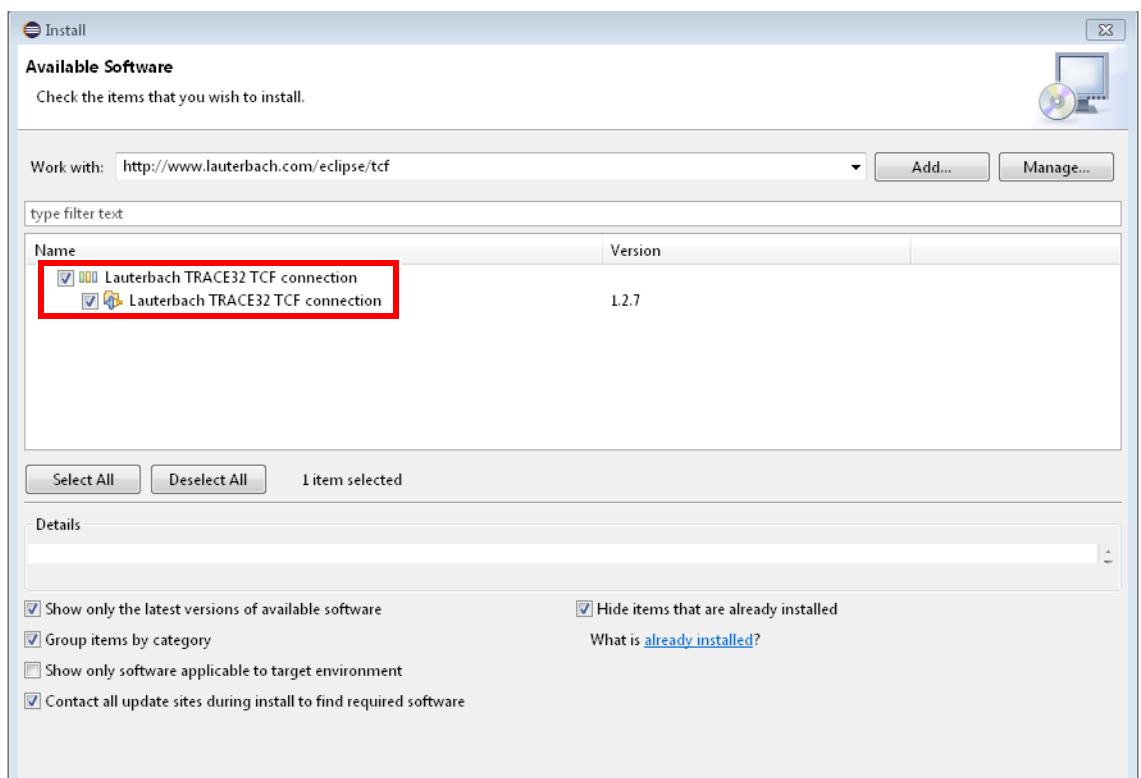 Install
Available Software
Check the items that you wish to install.
Work with: http://www.lauterbach.com/eclipse/tcf Add... Manage...
type filter text
Name Version
Lauterbach TRACE32 TCF connection
Lauterbach TRACE32 TCF connection 1.2.7
Select All Deselect All 1 item selected
Details
Show only the latest versions of available software Hide items that are already installed
Group items by category What is already installed?
Show only software applicable to target environment
Contact all update sites during install to find required software